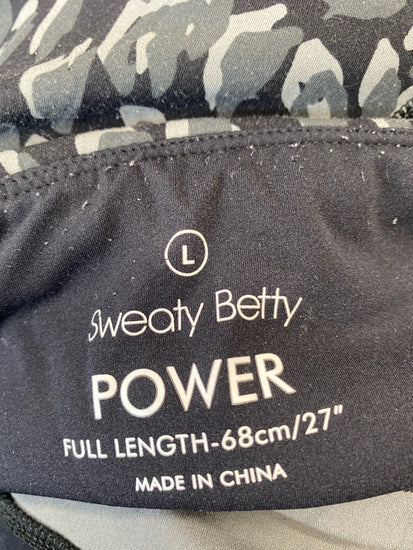 L
Sweaty Betty
POWER
FULL LENGTH-68cm/27"
MADE IN CHINA